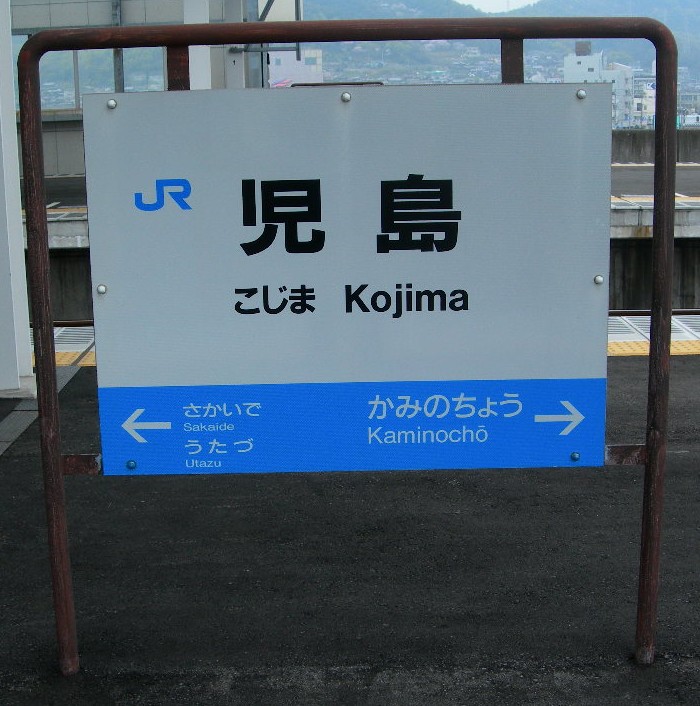 JR
児島
こじま Kojima
さかいで
Sakaide
うたづ
Utazu
かみのちょう
Kaminochō